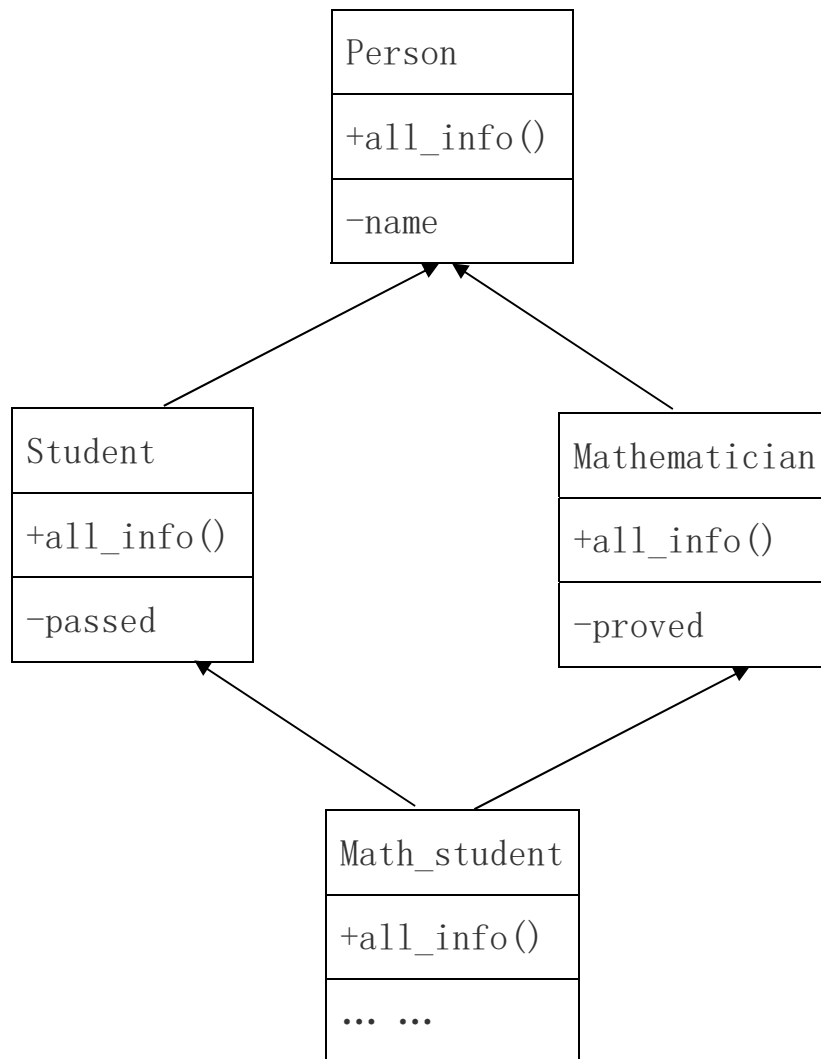 Person
+all_info()
-name
Student
+all_info()
-passed
Mathematician
+all_info()
-proved
Math_student
+all_info()
… …